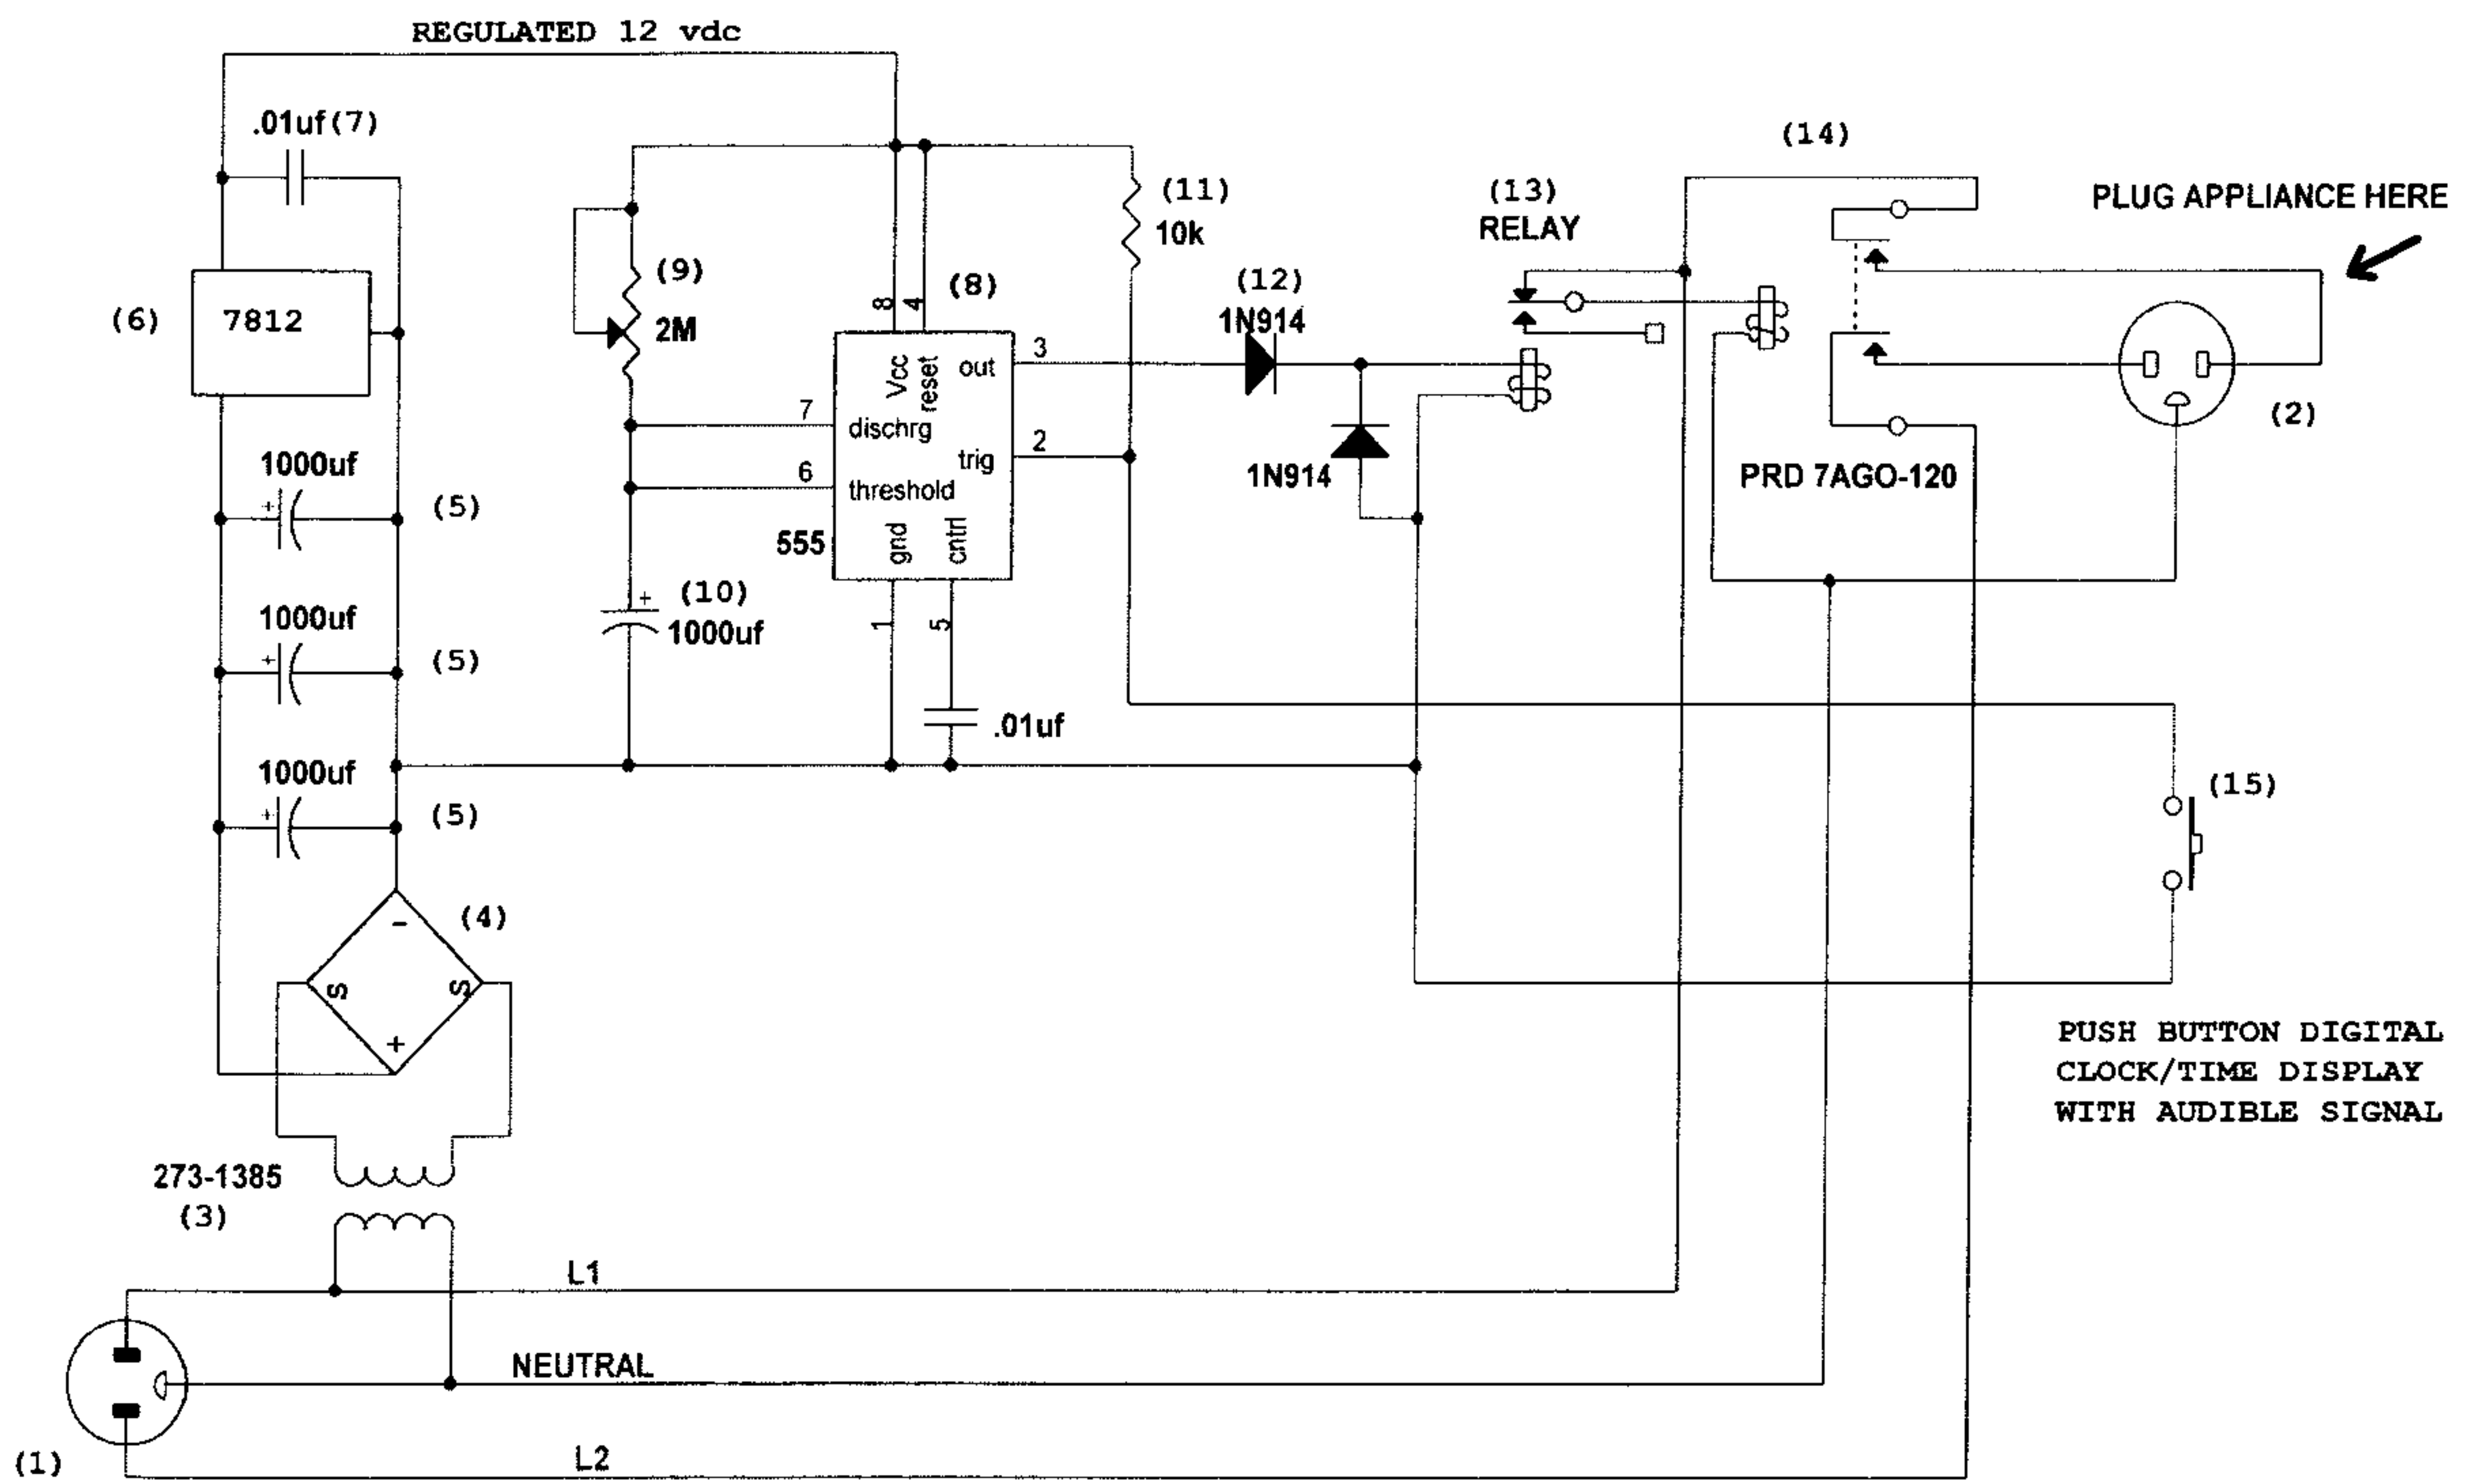 REGULATED 12 vdc
.01uf(7)
(14)
(11)
10k
(13)
RELAY
PLUG APPLIANCE HERE
(6)
7812
(9)
2M
8
4
(8)
(12)
1N914
Vcc
reset
out
3
7
dischrg
(2)
1000uf
(5)
6
threshold
trig
2
1N914
PRD 7AGO-120
555
gnd
cntrl
(10)
1000uf
1
5
1000uf
(5)
.01uf
1000uf
(5)
(15)
-
(4)
S
S
+
PUSH BUTTON DIGITAL
CLOCK/TIME DISPLAY
WITH AUDIBLE SIGNAL
273-1385
(3)
L1
NEUTRAL
(1)
L2